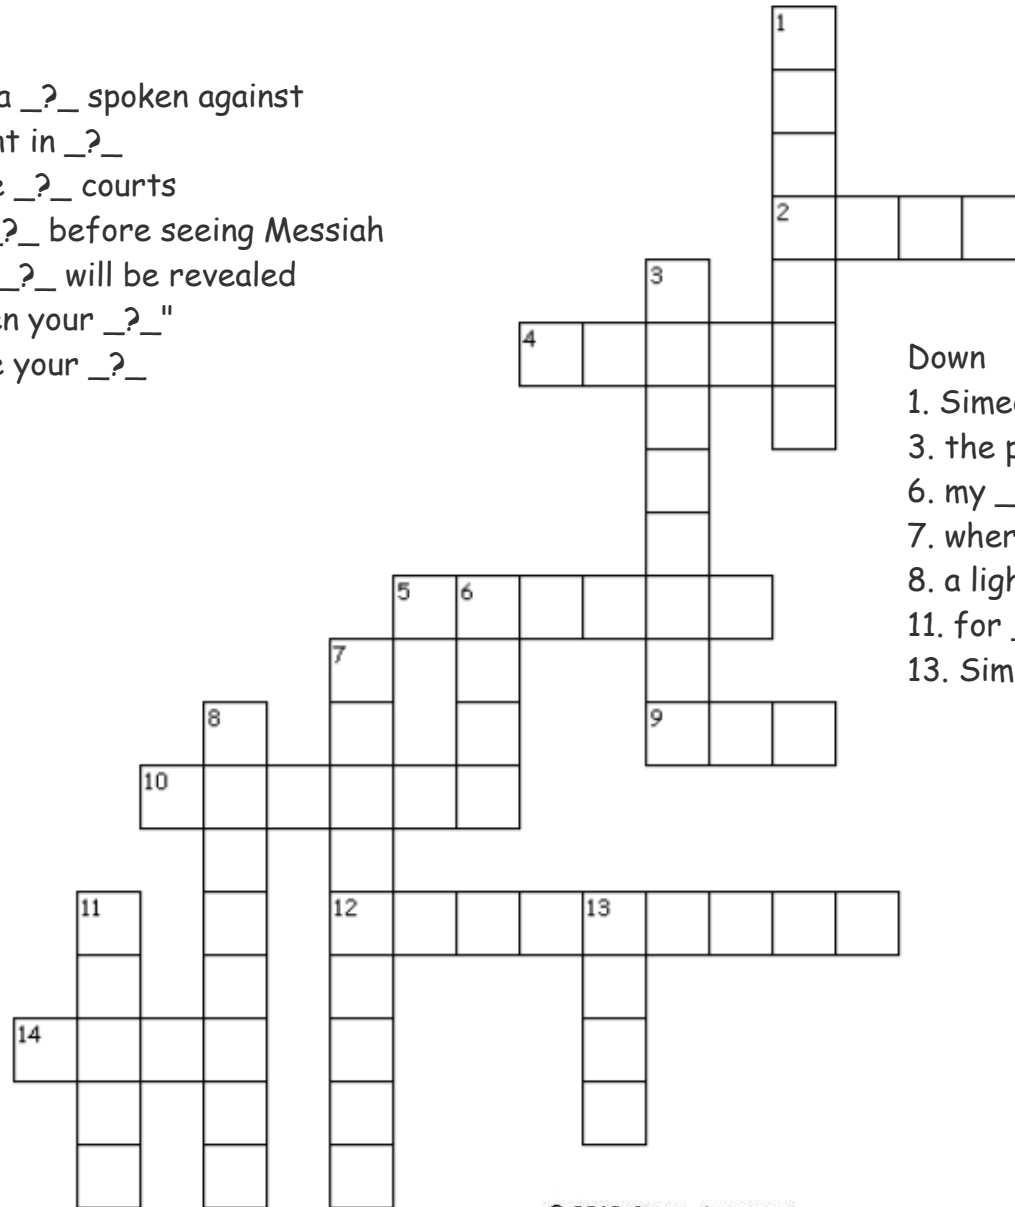 1
a _?_ spoken against
nt in _?_
e _?_ courts
2
?_ before seeing Messiah
3
_?_ will be revealed
en your _?_"
4
e your _?_
Down
1. Sime
3. the p
6. my _
7. wher
8. a ligh
11. for _
13. Sim
5 6
7
8
9
10
11
12
13
14